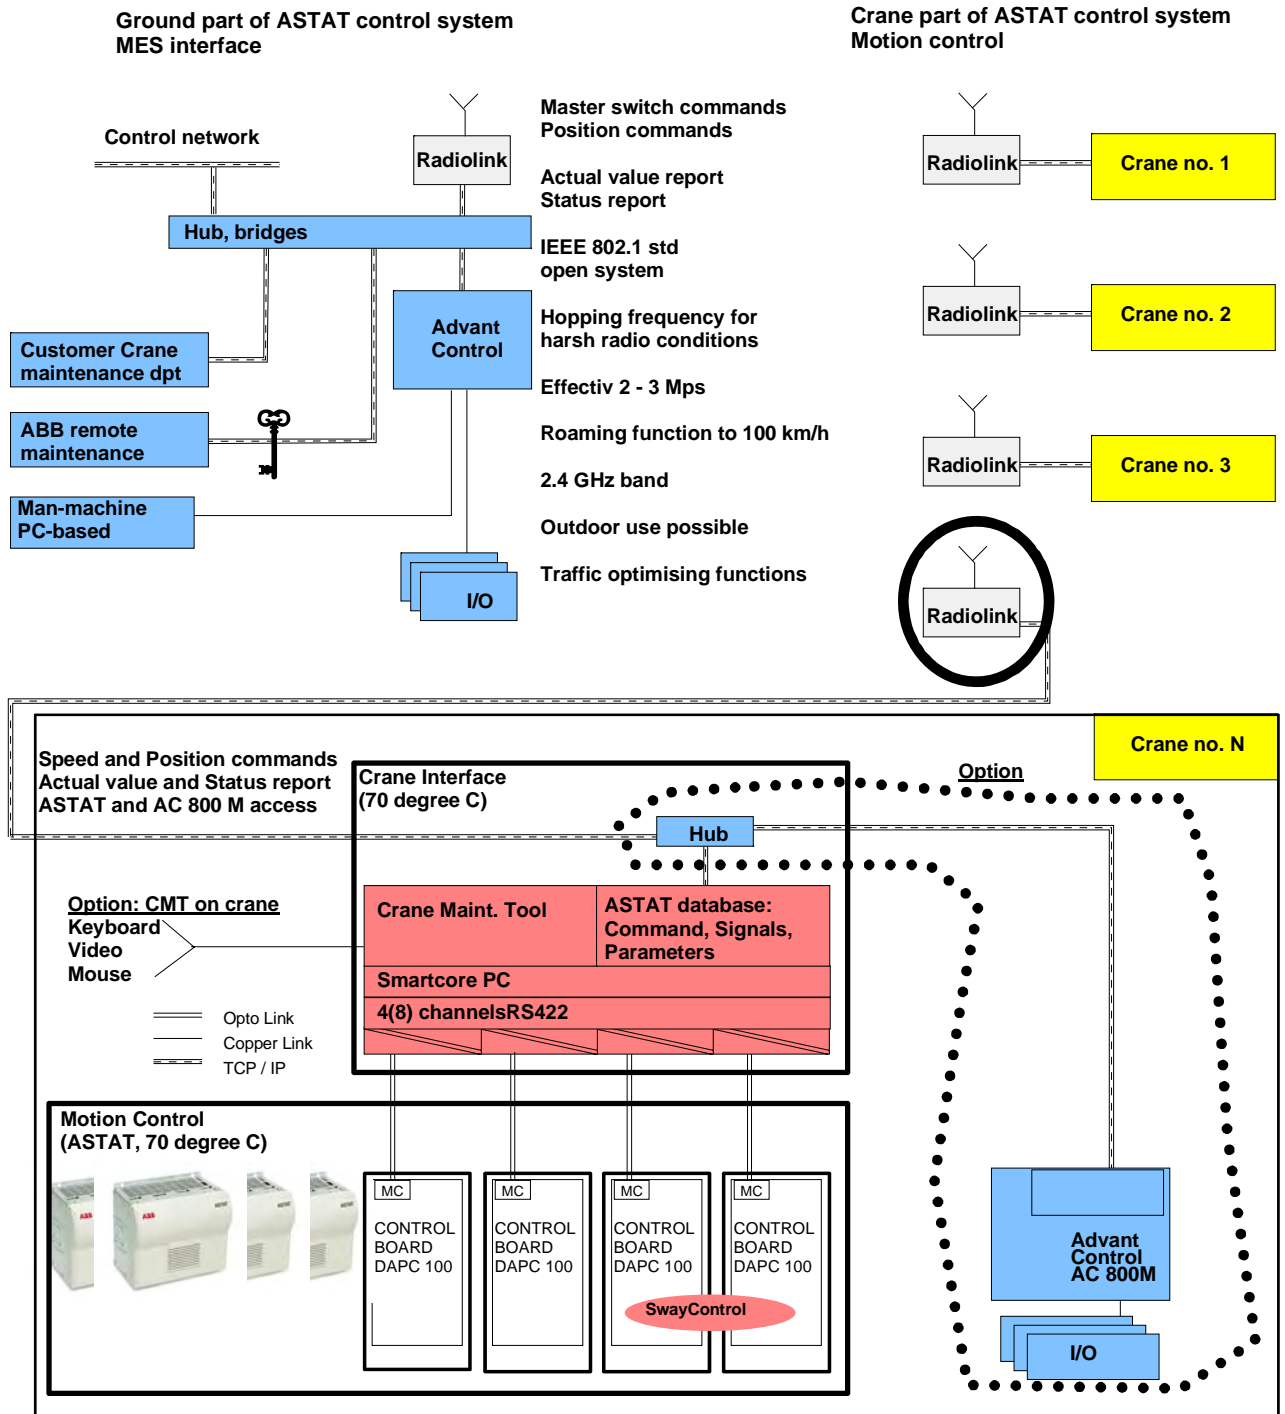 Ground part of ASTAT control system
MES interface
Crane part of ASTAT control system
Motion control
Control network
Radiolink
Hub, bridges
Advant
Control
Customer Crane
maintenance dpt
ABB remote
maintenance
Man-machine
PC-based
I/O
Master switch commands
Position commands
Actual value report
Status report
IEEE 802.1 std
open system
Hopping frequency for
harsh radio conditions
Effectiv 2 - 3 Mps
Roaming function to 100 km/h
2.4 GHz band
Outdoor use possible
Traffic optimising functions
Radiolink
Crane no. 1
Radiolink
Crane no. 2
Radiolink
Crane no. 3
Radiolink
Crane no. N
Speed and Position commands
Actual value and Status report
ASTAT and AC 800 M access
Crane Interface
(70 degree C)
Option
Hub
Option: CMT on crane
Keyboard
Video
Mouse
Crane Maint. Tool
ASTAT database:
Command, Signals,
Parameters
Smartcore PC
4(8) channelsRS422
Opto Link
Copper Link
TCP / IP
Motion Control
(ASTAT, 70 degree C)
ABB
ABB
MC
CONTROL
BOARD
DAPC 100
MC
CONTROL
BOARD
DAPC 100
MC
CONTROL
BOARD
DAPC 100
MC
CONTROL
BOARD
DAPC 100
SwayControl
Advant
Control
AC 800M
I/O